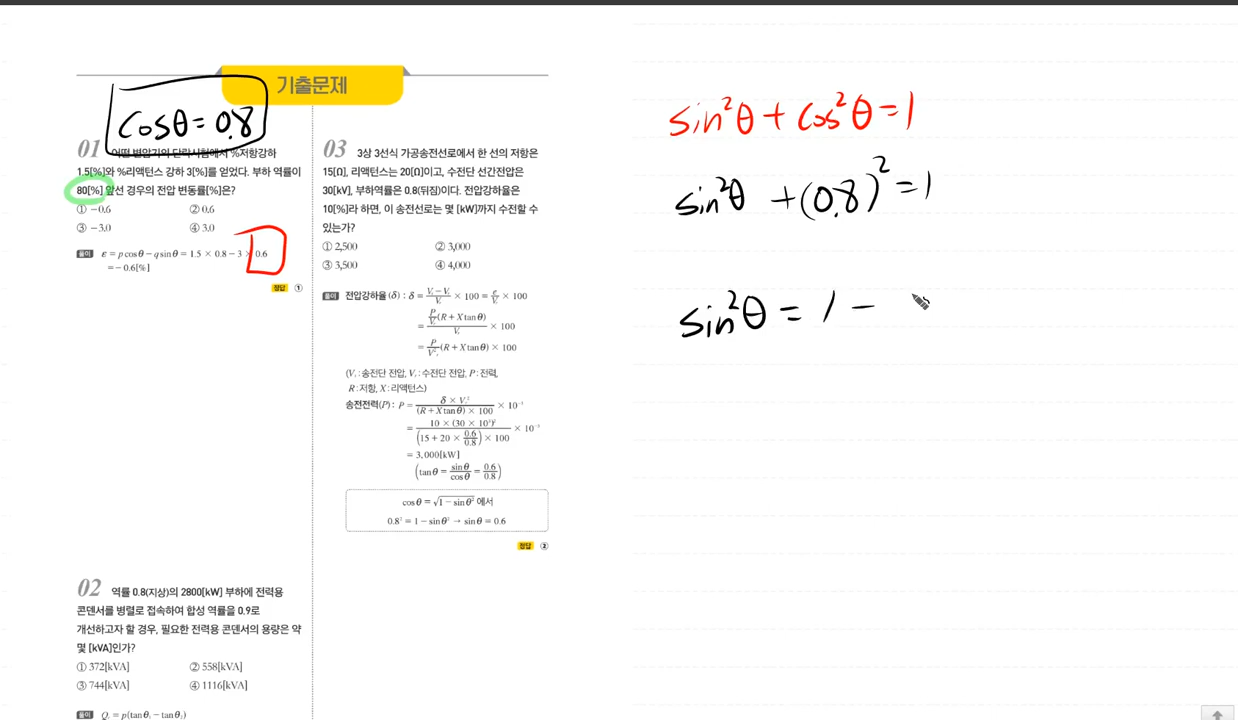 기출문제
cosθ = 0.8
01 어떤 변압기의 단락시험에서 %저항강하
1.5[%]와 %리액턴스 강하 3[%]를 얻었다. 부하 역률이
80[%] 앞선 경우의 전압 변동률[%]은?
① -0.6 ② 0.6
③ -3.0 ④ 3.0
풀이 ε = p cosθ - q sinθ = 1.5 × 0.8 - 3 × 0.6
= -0.6[%]
정답 ①
02 역률 0.8(지상)의 2800[kW] 부하에 전력용
콘덴서를 병렬로 접속하여 합성 역률을 0.9로
개선하고자 할 경우, 필요한 전력용 콘덴서의 용량은 약
몇 [kVA]인가?
① 372[kVA] ② 558[kVA]
③ 744[kVA] ④ 1116[kVA]
풀이 Q = p(tanθ - tanθ)
03 3상 3선식 가공송전선로에서 한 선의 저항은
15[Ω], 리액턴스는 20[Ω]이고, 수전단 선간전압은
30[kV], 부하역률은 0.8(뒤짐)이다. 전압강하율은
10[%]라 하면, 이 송전선로는 몇 [kW]까지 수전할 수
있는가?
① 2,500 ② 3,000
③ 3,500 ④ 4,000
풀이 전압강하율(δ) : δ = (V - V)/V × 100 = e/V × 100
= P/V (R + X tanθ) / V × 100
= P/V² (R + X tanθ) × 100
(V : 송전단 전압, V : 수전단 전압, P : 전력,
R : 저항, X : 리액턴스)
송전전력(P) : P = δ × V² / (R + X tanθ) × 100 × 10⁻³
= 10 × (30 × 10³)² / (15 + 20 × 0.6/0.8) × 100 × 10⁻³
= 3,000[kW]
(tanθ = sinθ/cosθ = 0.6/0.8)
cosθ = √(1 - sinθ²) 에서
0.8² = 1 - sinθ² → sinθ = 0.6
정답 ②
sin²θ + cos²θ = 1
sin²θ + (0.8)² = 1
sin²θ = 1 -